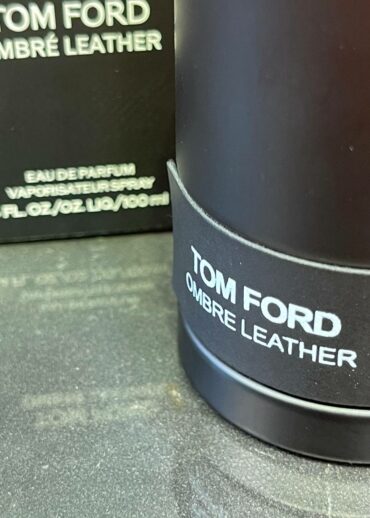 TOM FORD
OMBRÉ LEATHER
EAU DE PARFUM
VAPORISATEUR SPRAY
FL. OZ/OZ. LIQ/100 ml
TOM FORD
OMBRE LEATHER